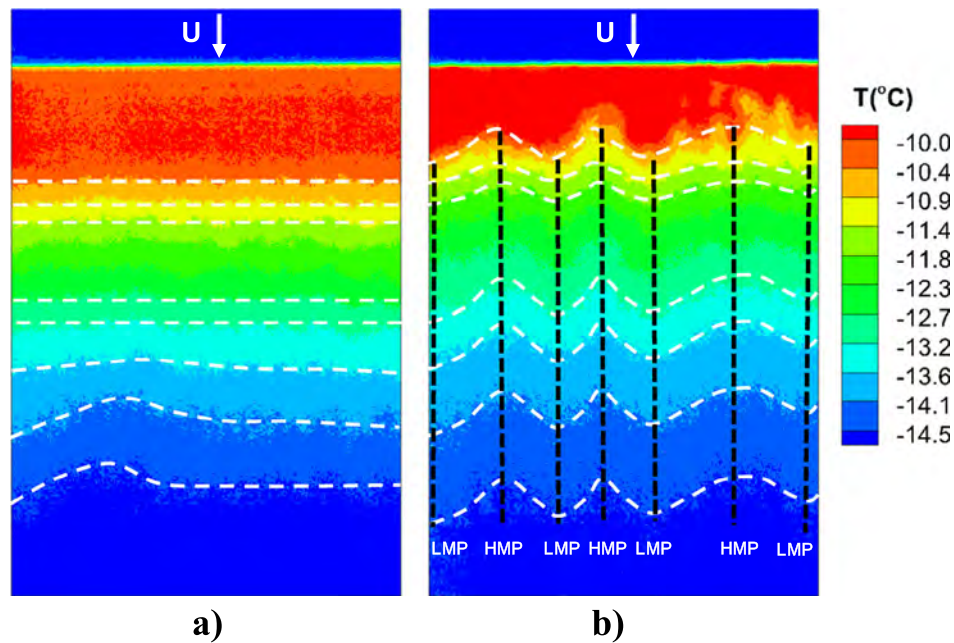 U
U
T(°C)
-10.0
-10.4
-10.9
-11.4
-11.8
-12.3
-12.7
-13.2
-13.6
-14.1
-14.5
LMP HMP LMP HMP LMP HMP LMP
a)
b)